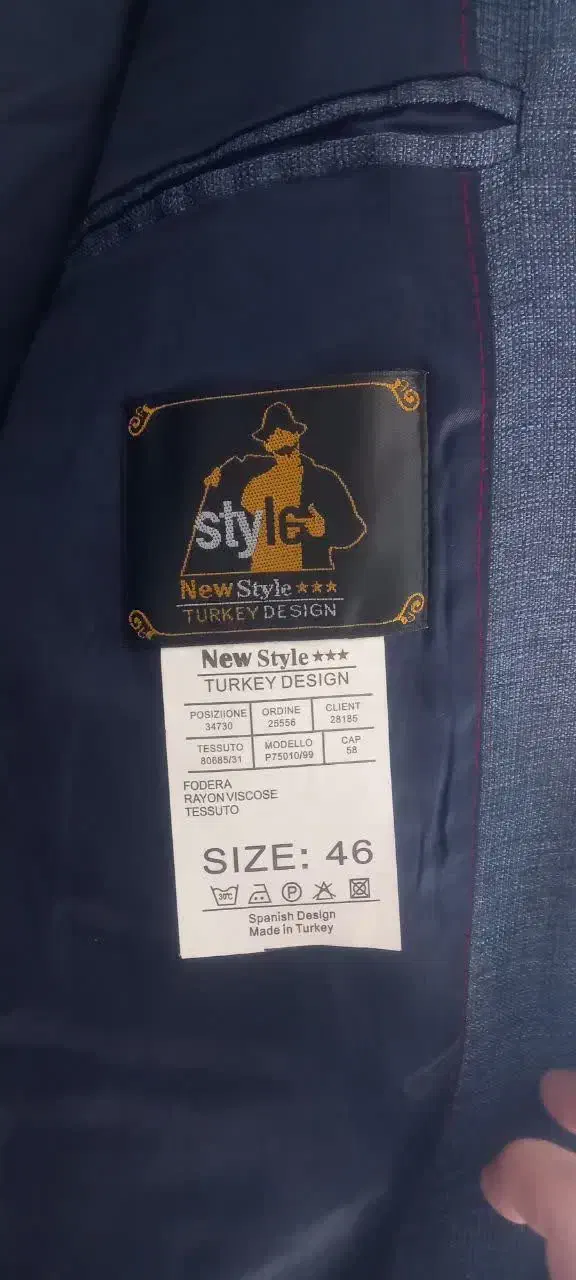 style
New Style ★★★
TURKEY DESIGN
New Style ★★★
TURKEY DESIGN
POSIZIIONE ORDINE CLIENT
34730 25556 28185
TESSUTO MODELLO CAP
80685/31 P75010/99 58
FODERA
RAYON VISCOSE
TESSUTO
SIZE: 46
30°C P
Spanish Design
Made in Turkey